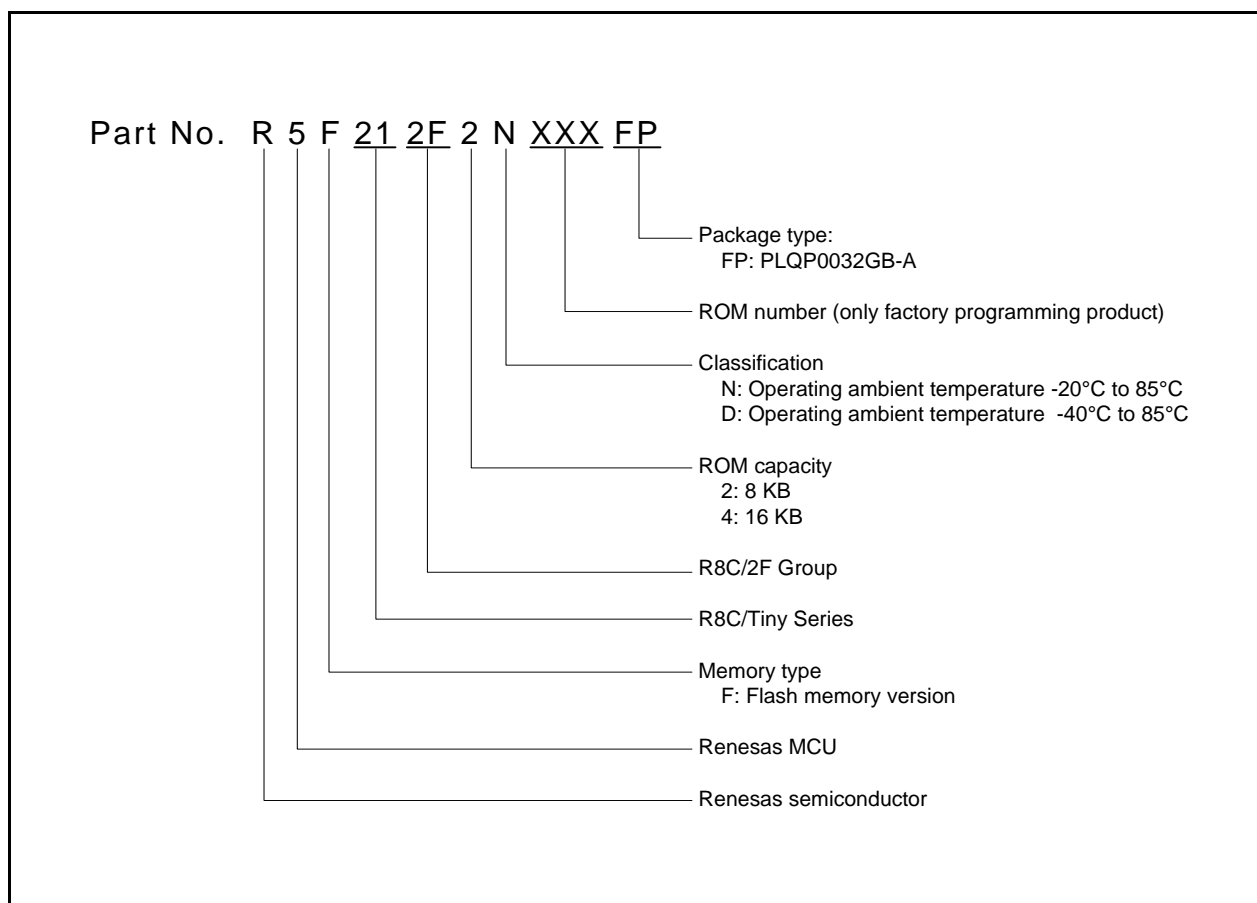 Part No. R 5 F 21 2F 2 N XXX FP
Package type:
FP: PLQP0032GB-A
ROM number (only factory programming product)
Classification
N: Operating ambient temperature -20°C to 85°C
D: Operating ambient temperature -40°C to 85°C
ROM capacity
2: 8 KB
4: 16 KB
R8C/2F Group
R8C/Tiny Series
Memory type
F: Flash memory version
Renesas MCU
Renesas semiconductor